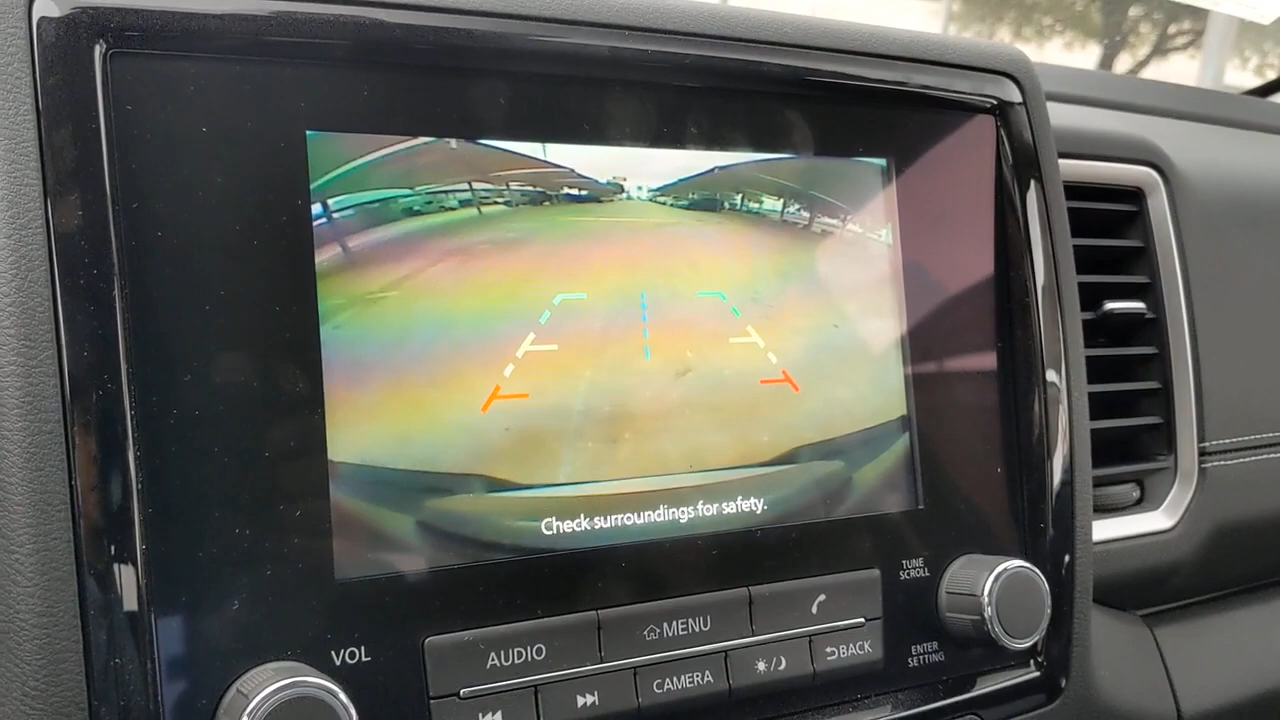 Check surroundings for safety.
TUNE
SCROLL
VOL
AUDIO
MENU
ENTER
SETTING
CAMERA
BACK